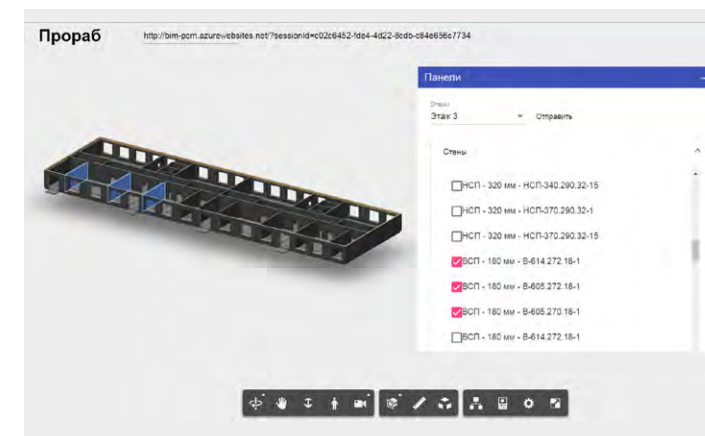 Прораб
http://bim-pcm.azurewebsites.net/?sessionId=c02c6452-fde4-4d22-8cdb-c84e656c7734
Панели
Этажи
Этаж 3
Отправить
Стены
НСП - 320 мм - НСП-340.290.32-15
НСП - 320 мм - НСП-370.290.32-1
НСП - 320 мм - НСП-370.290.32-15
ВСП - 180 мм - В-614.272.18-1
ВСП - 180 мм - В-605.272.18-1
ВСП - 180 мм - В-605.270.18-1
ВСП - 180 мм - В-614.272.18-1